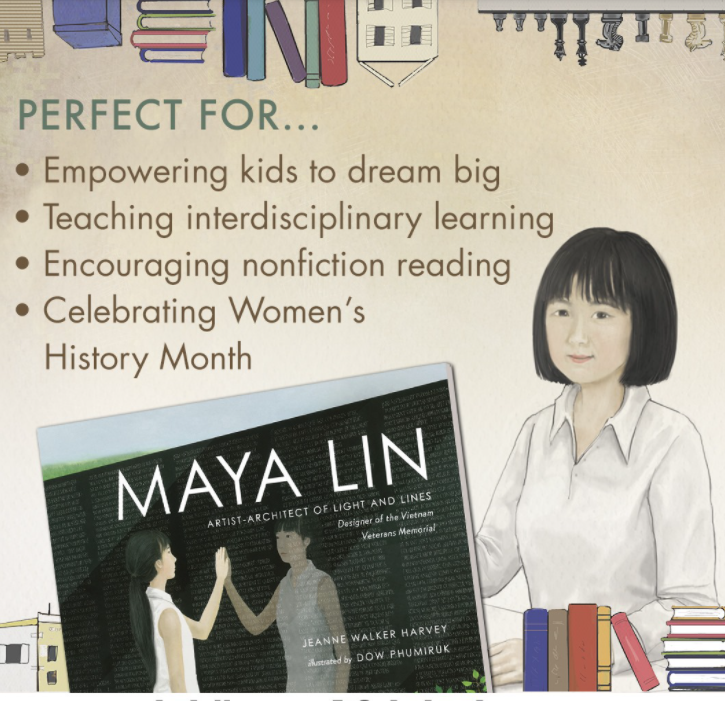 PERFECT FOR...
• Empowering kids to dream big
• Teaching interdisciplinary learning
• Encouraging nonfiction reading
• Celebrating Women's
History Month
MAYA LIN
ARTIST-ARCHITECT OF LIGHT AND LINES
Designer of the Vietnam
Veterans Memorial
JEANNE WALKER HARVEY
illustrated by DOW PHUMIRUK